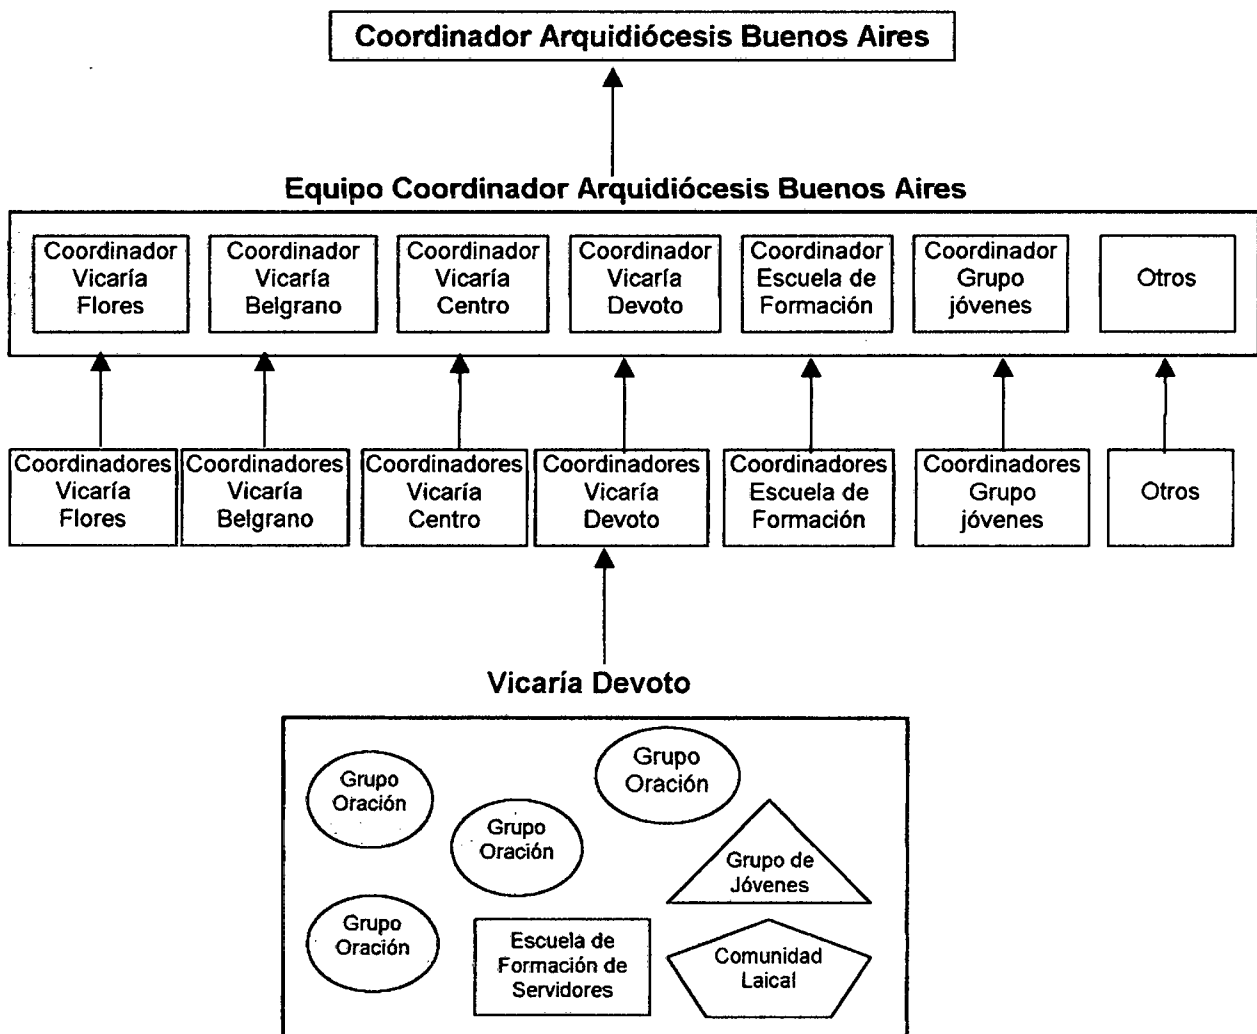 Coordinador Arquidiócesis Buenos Aires
Equipo Coordinador Arquidiócesis Buenos Aires
Coordinador
Vicaría
Flores
Coordinador
Vicaría
Belgrano
Coordinador
Vicaría
Centro
Coordinador
Vicaría
Devoto
Coordinador
Escuela de
Formación
Coordinador
Grupo
jóvenes
Otros
Coordinadores
Vicaría
Flores
Coordinadores
Vicaría
Belgrano
Coordinadores
Vicaría
Centro
Coordinadores
Vicaría
Devoto
Coordinadores
Escuela de
Formación
Coordinadores
Grupo
jóvenes
Otros
Vicaría Devoto
Grupo
Oración
Grupo
Oración
Grupo
Oración
Grupo de
Jóvenes
Grupo
Oración
Escuela de
Formación de
Servidores
Comunidad
Laical